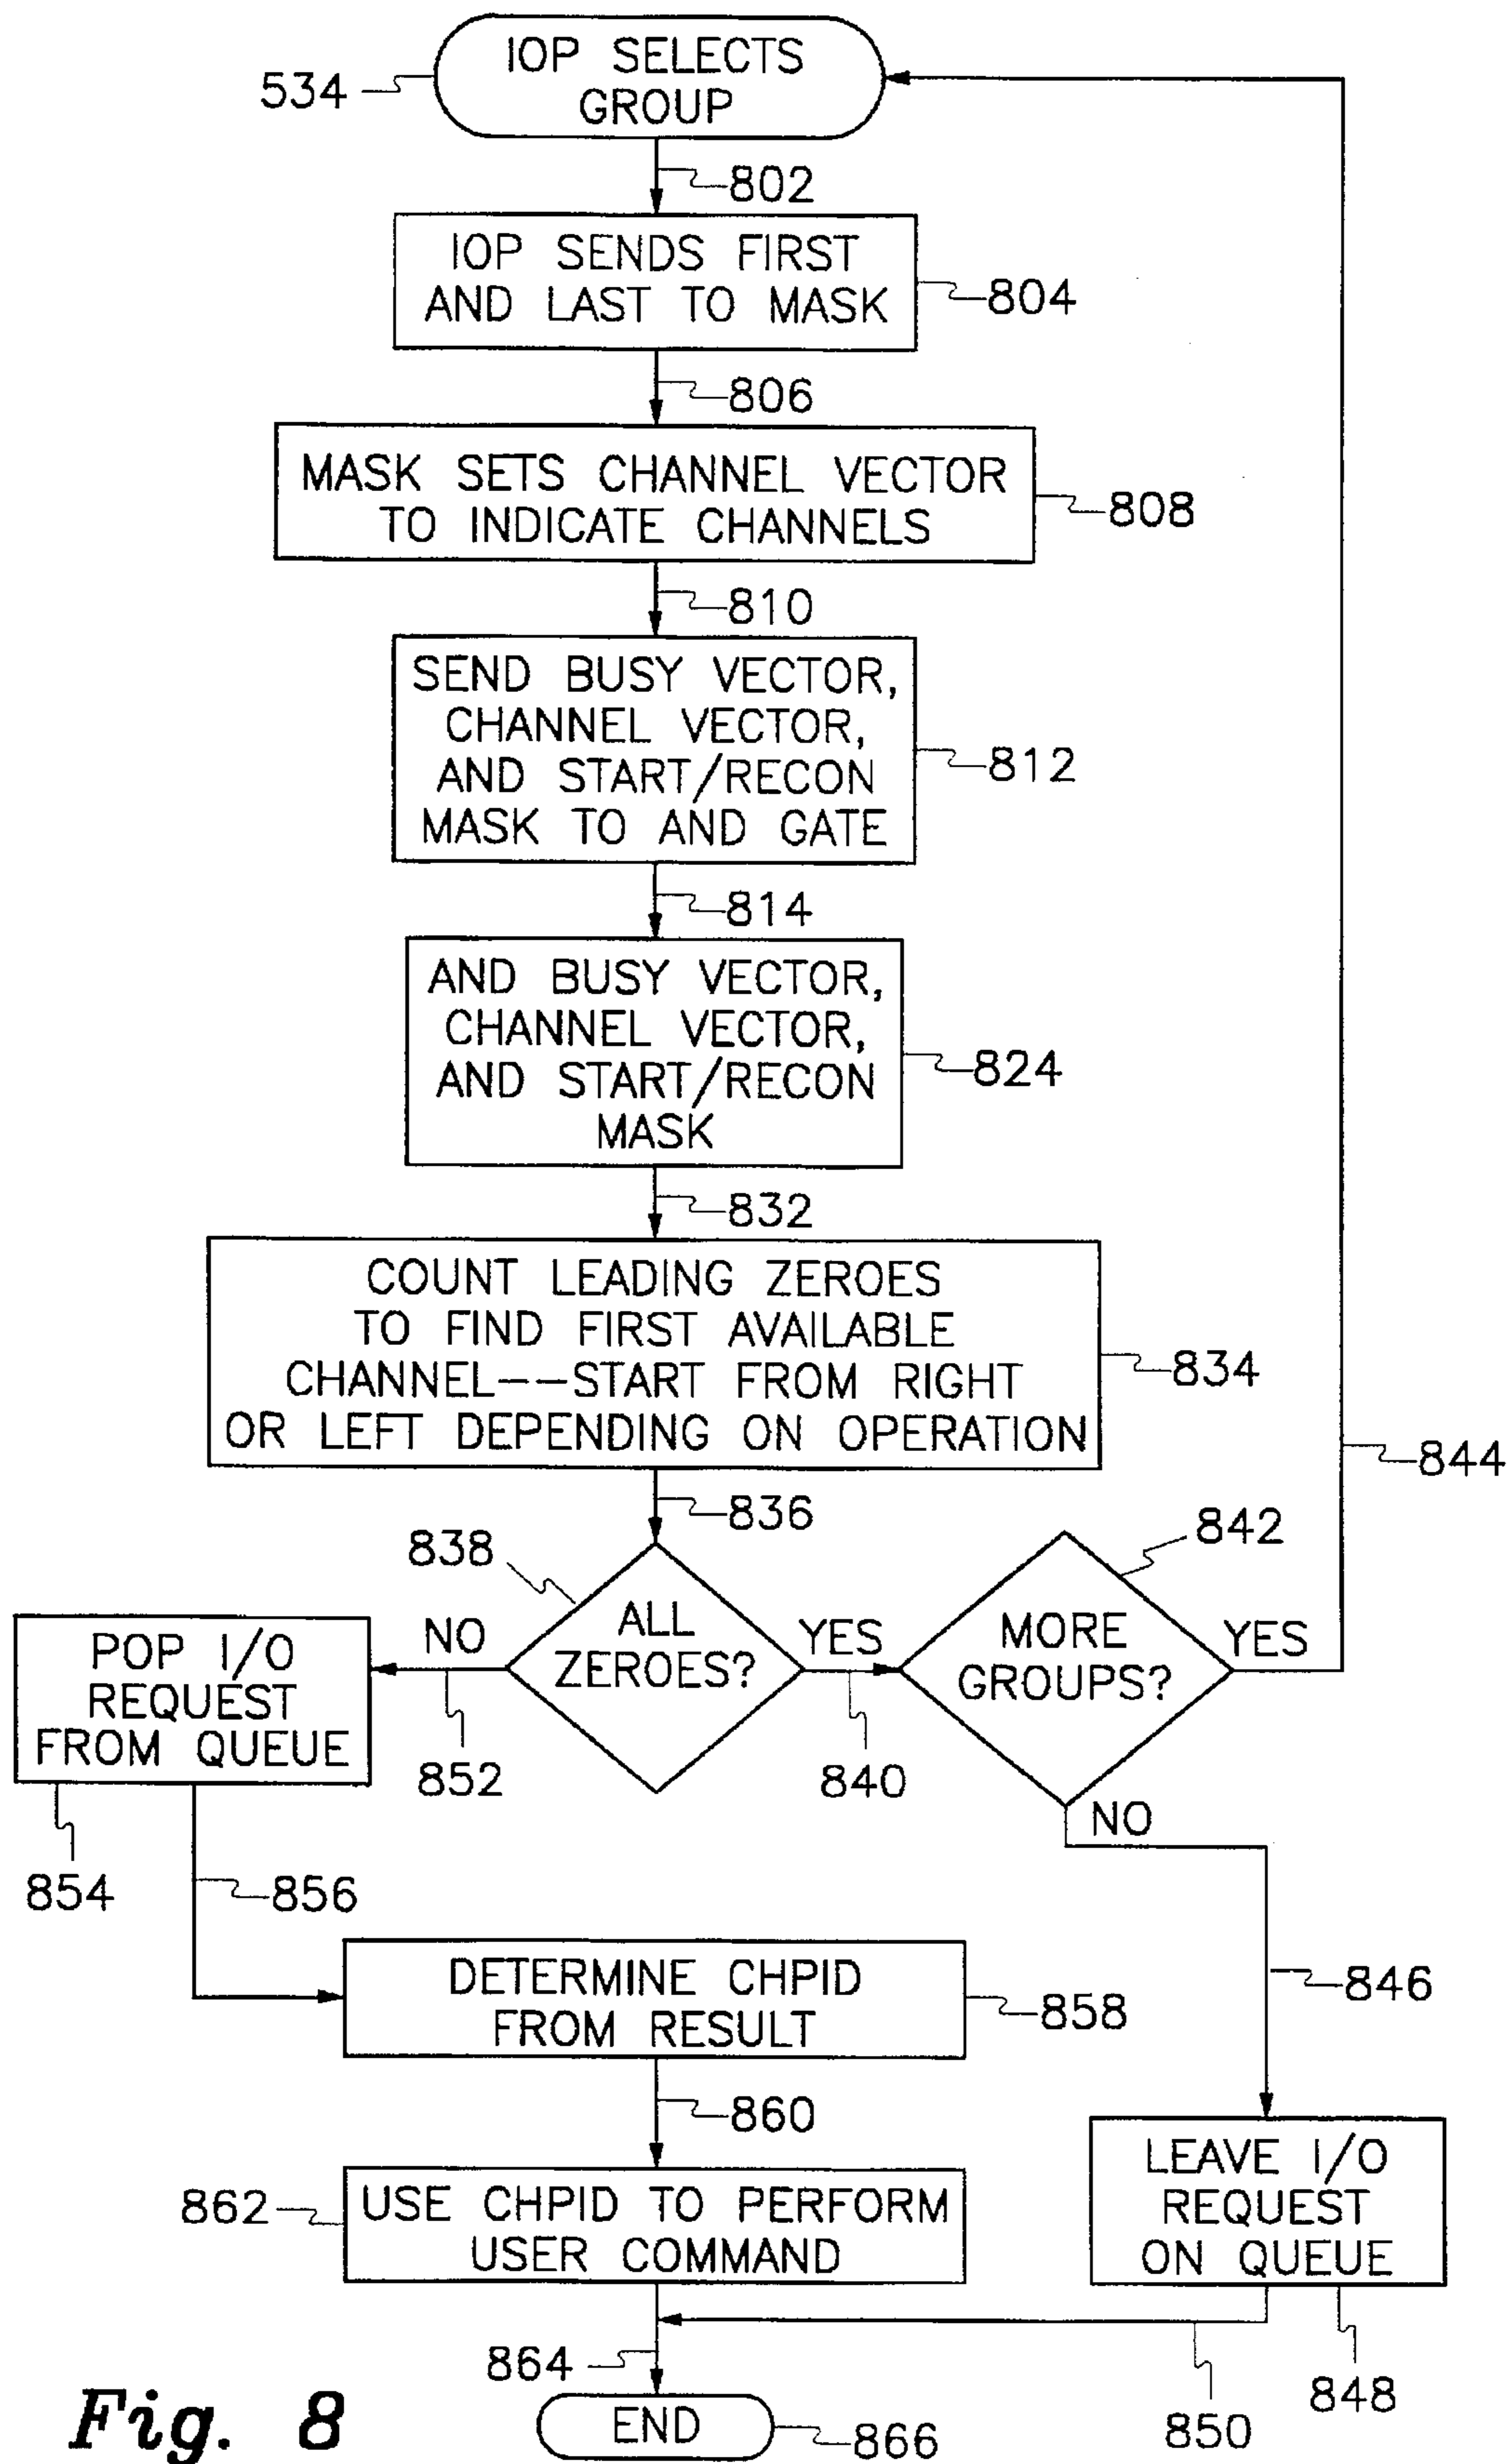 IOP SELECTS
GROUP
534
802
IOP SENDS FIRST
AND LAST TO MASK
804
806
MASK SETS CHANNEL VECTOR
TO INDICATE CHANNELS
808
810
SEND BUSY VECTOR,
CHANNEL VECTOR,
AND START/RECON
MASK TO AND GATE
812
814
AND BUSY VECTOR,
CHANNEL VECTOR,
AND START/RECON
MASK
824
832
COUNT LEADING ZEROES
TO FIND FIRST AVAILABLE
CHANNEL--START FROM RIGHT
OR LEFT DEPENDING ON OPERATION
834
844
836
838
842
ALL
ZEROES?
NO
YES
MORE
GROUPS?
YES
NO
POP I/O
REQUEST
FROM QUEUE
852
840
854
856
846
DETERMINE CHPID
FROM RESULT
858
860
862
USE CHPID TO PERFORM
USER COMMAND
LEAVE I/O
REQUEST
ON QUEUE
864
850
848
END
866
Fig. 8